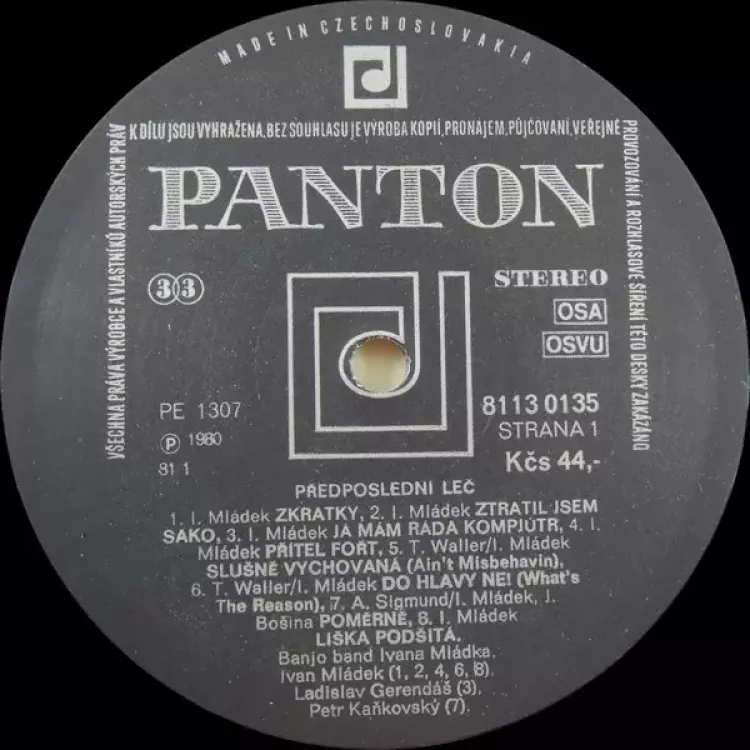 MADE IN CZECHOSLOVAKIA
VŠECHNA PRÁVA VÝROBCE A VLASTNÍKŮ AUTORSKÝCH PRÁV
K DÍLU JSOU VYHRAŽENA, BEZ SOUHLASU JE VÝROBA KOPIÍ, PRONÁJEM, PŮJČOVÁNÍ, VEŘEJNÉ
PROVOZOVÁNÍ A ROZHLASOVÉ ŠÍŘENÍ TÉTO DESKY ZAKÁZÁNO
PANTON
33
STEREO
OSA
OSVU
PE 1307
Ⓟ 1980
81 1
8113 0135
STRANA 1
Kčs 44,-
PŘEDPOSLEDNÍ LEČ
1. I. Mládek ZKRATKY, 2. I. Mládek ZTRATIL JSEM
SAKO, 3. I. Mládek JÁ MÁM RÁDA KOMPJÚTR, 4. I.
Mládek PŘÍTEL FOŘT, 5. T. Waller/I. Mládek
SLUŠNĚ VYCHOVANÁ (Ain't Misbehavin),
6. T. Waller/I. Mládek DO HLAVY NE! (What's
The Reason), 7. A. Sigmund/I. Mládek, J.
Bošina POMĚRNĚ, 8. I. Mládek
LIŠKA PODŠITÁ.
Banjo band Ivana Mládka,
Ivan Mládek (1, 2, 4, 6, 8),
Ladislav Gerendáš (3),
Petr Kaňkovský (7).